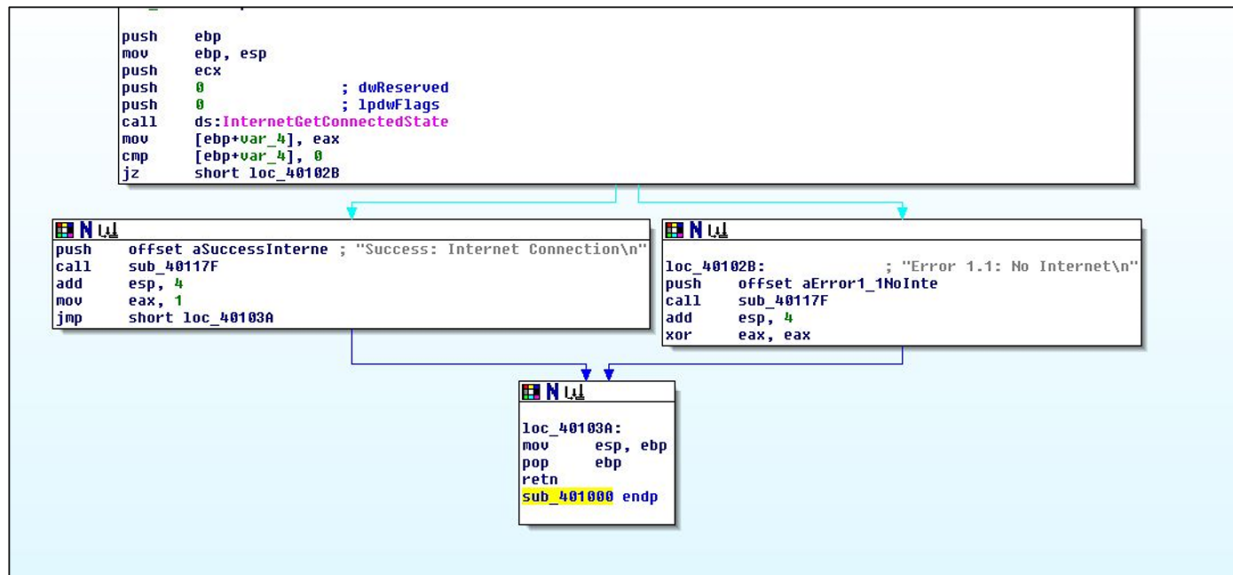 push ebp
mov ebp, esp
push ecx
push 0 ; dwReserved
push 0 ; lpdwFlags
call ds:InternetGetConnectedState
mov [ebp+var_4], eax
cmp [ebp+var_4], 0
jz short loc_40102B
push offset aSuccessInterne ; "Success: Internet Connection\n"
call sub_40117F
add esp, 4
mov eax, 1
jmp short loc_40103A
loc_40102B: ; "Error 1.1: No Internet\n"
push offset aError1_1NoInte
call sub_40117F
add esp, 4
xor eax, eax
loc_40103A:
mov esp, ebp
pop ebp
retn
sub_401000 endp